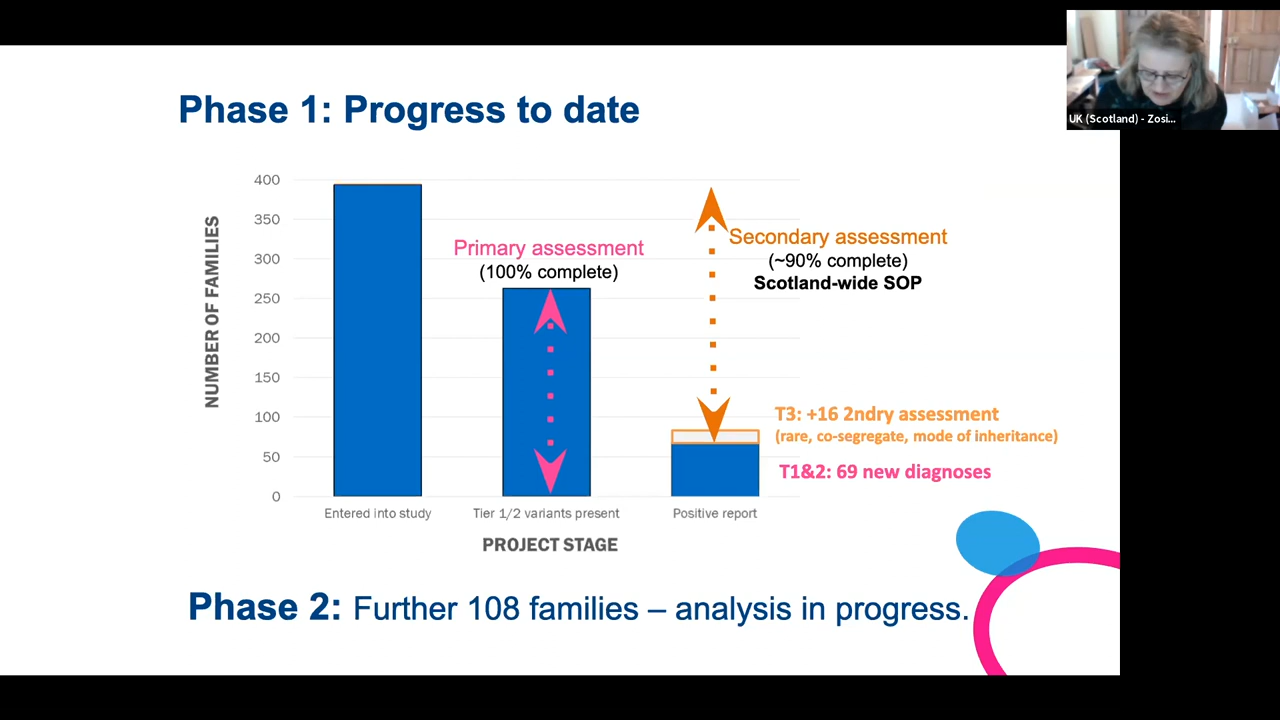 Phase 1: Progress to date
UK (Scotland) - Zosi...
NUMBER OF FAMILIES
400
350
300
250
200
150
100
50
0
Primary assessment
(100% complete)
Secondary assessment
(~90% complete)
Scotland-wide SOP
T3: +16 2ndry assessment
(rare, co-segregate, mode of inheritance)
T1&2: 69 new diagnoses
Entered into study
Tier 1/2 variants present
Positive report
PROJECT STAGE
Phase 2: Further 108 families – analysis in progress.